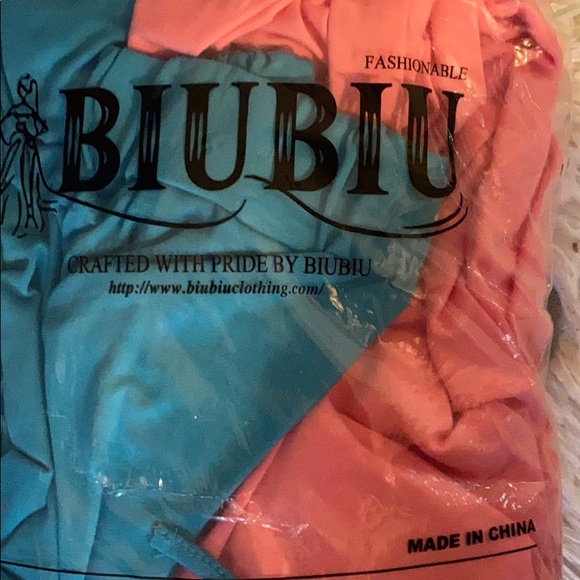 FASHIONABLE
BIUBIU
CRAFTED WITH PRIDE BY BIUBIU
http://www.biubiuclothing.com/
MADE IN CHINA